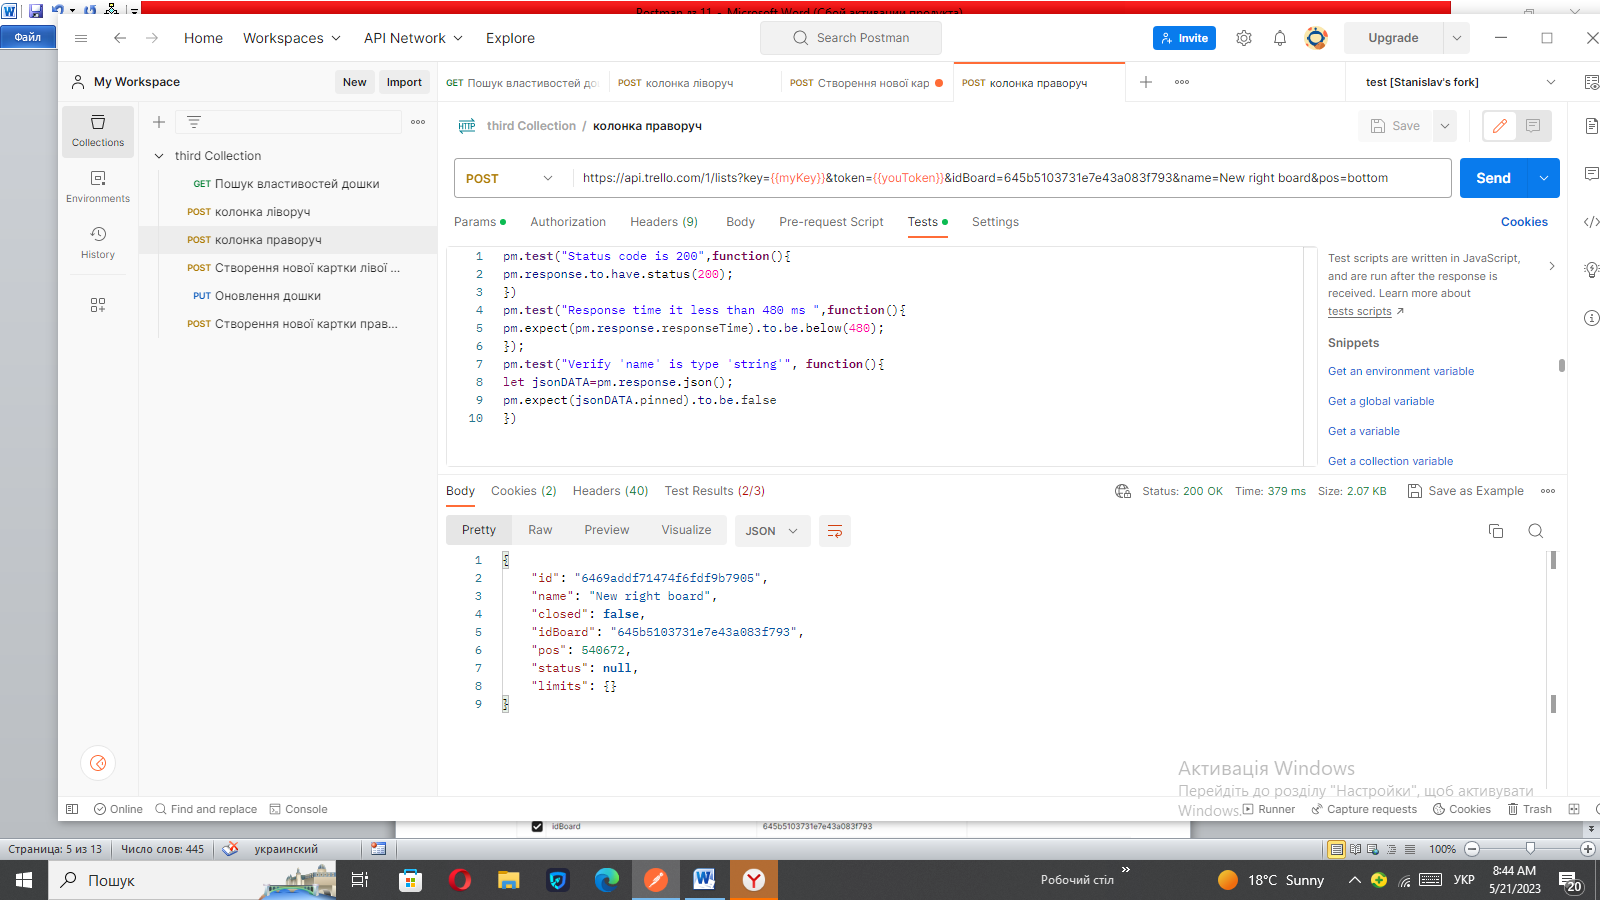 Postman дз 11 - Microsoft Word (Сбой активации продукта)
Файл
Home
Workspaces
API Network
Explore
Search Postman
Invite
Upgrade
My Workspace
New
Import
GET Пошук властивостей до
POST колонка ліворуч
POST Створення нової кар
POST колонка праворуч
test [Stanislav's fork]
Collections
Environments
History
third Collection
GET Пошук властивостей дошки
POST колонка ліворуч
POST колонка праворуч
POST Створення нової картки лівої ...
PUT Оновлення дошки
POST Створення нової картки прав...
HTTP third Collection / колонка праворуч
Save
POST
https://api.trello.com/1/lists?key={{myKey}}&token={{youToken}}&idBoard=645b5103731e7e43a083f793&name=New right board&pos=bottom
Send
Params
Authorization
Headers (9)
Body
Pre-request Script
Tests
Settings
Cookies
1 pm.test("Status code is 200",function(){
2 pm.response.to.have.status(200);
3 })
4 pm.test("Response time it less than 480 ms ",function(){
5 pm.expect(pm.response.responseTime).to.be.below(480);
6 });
7 pm.test("Verify 'name' is type 'string'", function(){
8 let jsonDATA=pm.response.json();
9 pm.expect(jsonDATA.pinned).to.be.false
10 })
Test scripts are written in JavaScript,
and are run after the response is
received. Learn more about
tests scripts
Snippets
Get an environment variable
Get a global variable
Get a variable
Get a collection variable
Body
Cookies (2)
Headers (40)
Test Results (2/3)
Status: 200 OK
Time: 379 ms
Size: 2.07 KB
Save as Example
Pretty
Raw
Preview
Visualize
JSON
1 {
2 "id": "6469addf71474f6fdf9b7905",
3 "name": "New right board",
4 "closed": false,
5 "idBoard": "645b5103731e7e43a083f793",
6 "pos": 540672,
7 "status": null,
8 "limits": {}
9 }
Активація Windows
Перейдіть до розділу "Настройки", щоб активувати
Windows.
Online
Find and replace
Console
Runner
Capture requests
Cookies
Trash
idBoard
645b5103731e7e43a083f793
Страница: 5 из 13
Число слов: 445
украинский
100%
Пошук
Робочий стіл
18°C Sunny
УКР
8:44 AM
5/21/2023
20